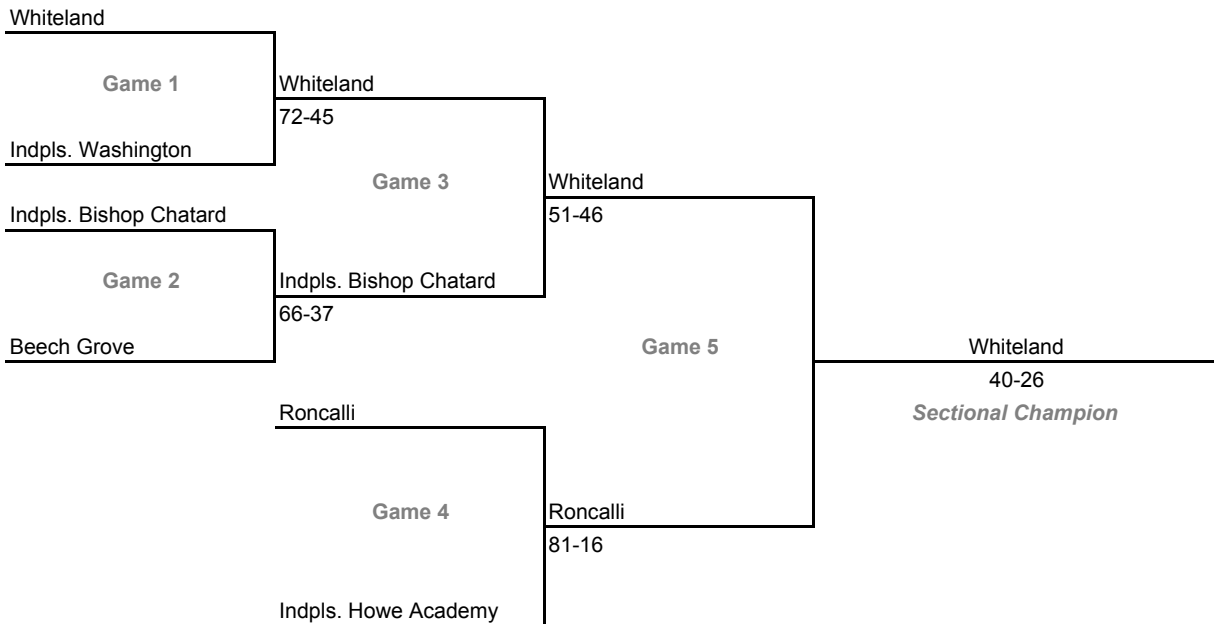 Whiteland
Game 1
Whiteland
72-45
Indpls. Washington
Game 3
Whiteland
51-46
Indpls. Bishop Chatard
Game 2
Indpls. Bishop Chatard
66-37
Beech Grove
Game 5
Whiteland
40-26
Sectional Champion
Roncalli
Game 4
Roncalli
81-16
Indpls. Howe Academy